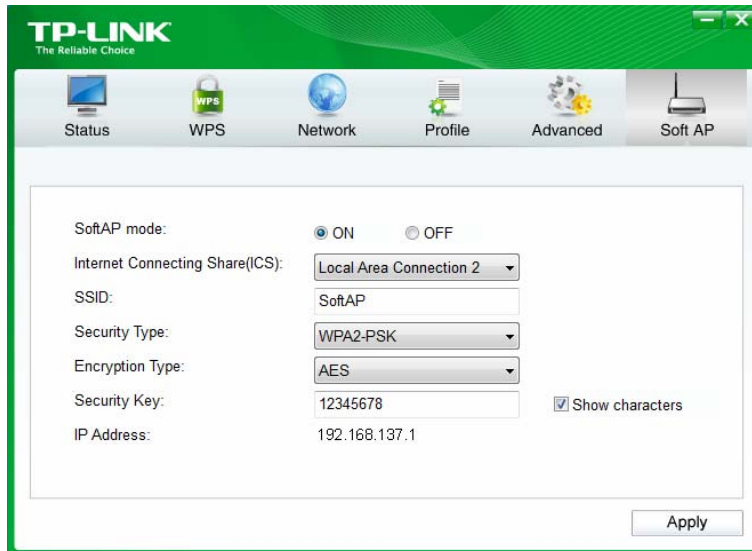 TP-LINK
The Reliable Choice
Status WPS Network Profile Advanced Soft AP
SoftAP mode: ON OFF
Internet Connecting Share(ICS): Local Area Connection 2
SSID: SoftAP
Security Type: WPA2-PSK
Encryption Type: AES
Security Key: 12345678 Show characters
IP Address: 192.168.137.1
Apply